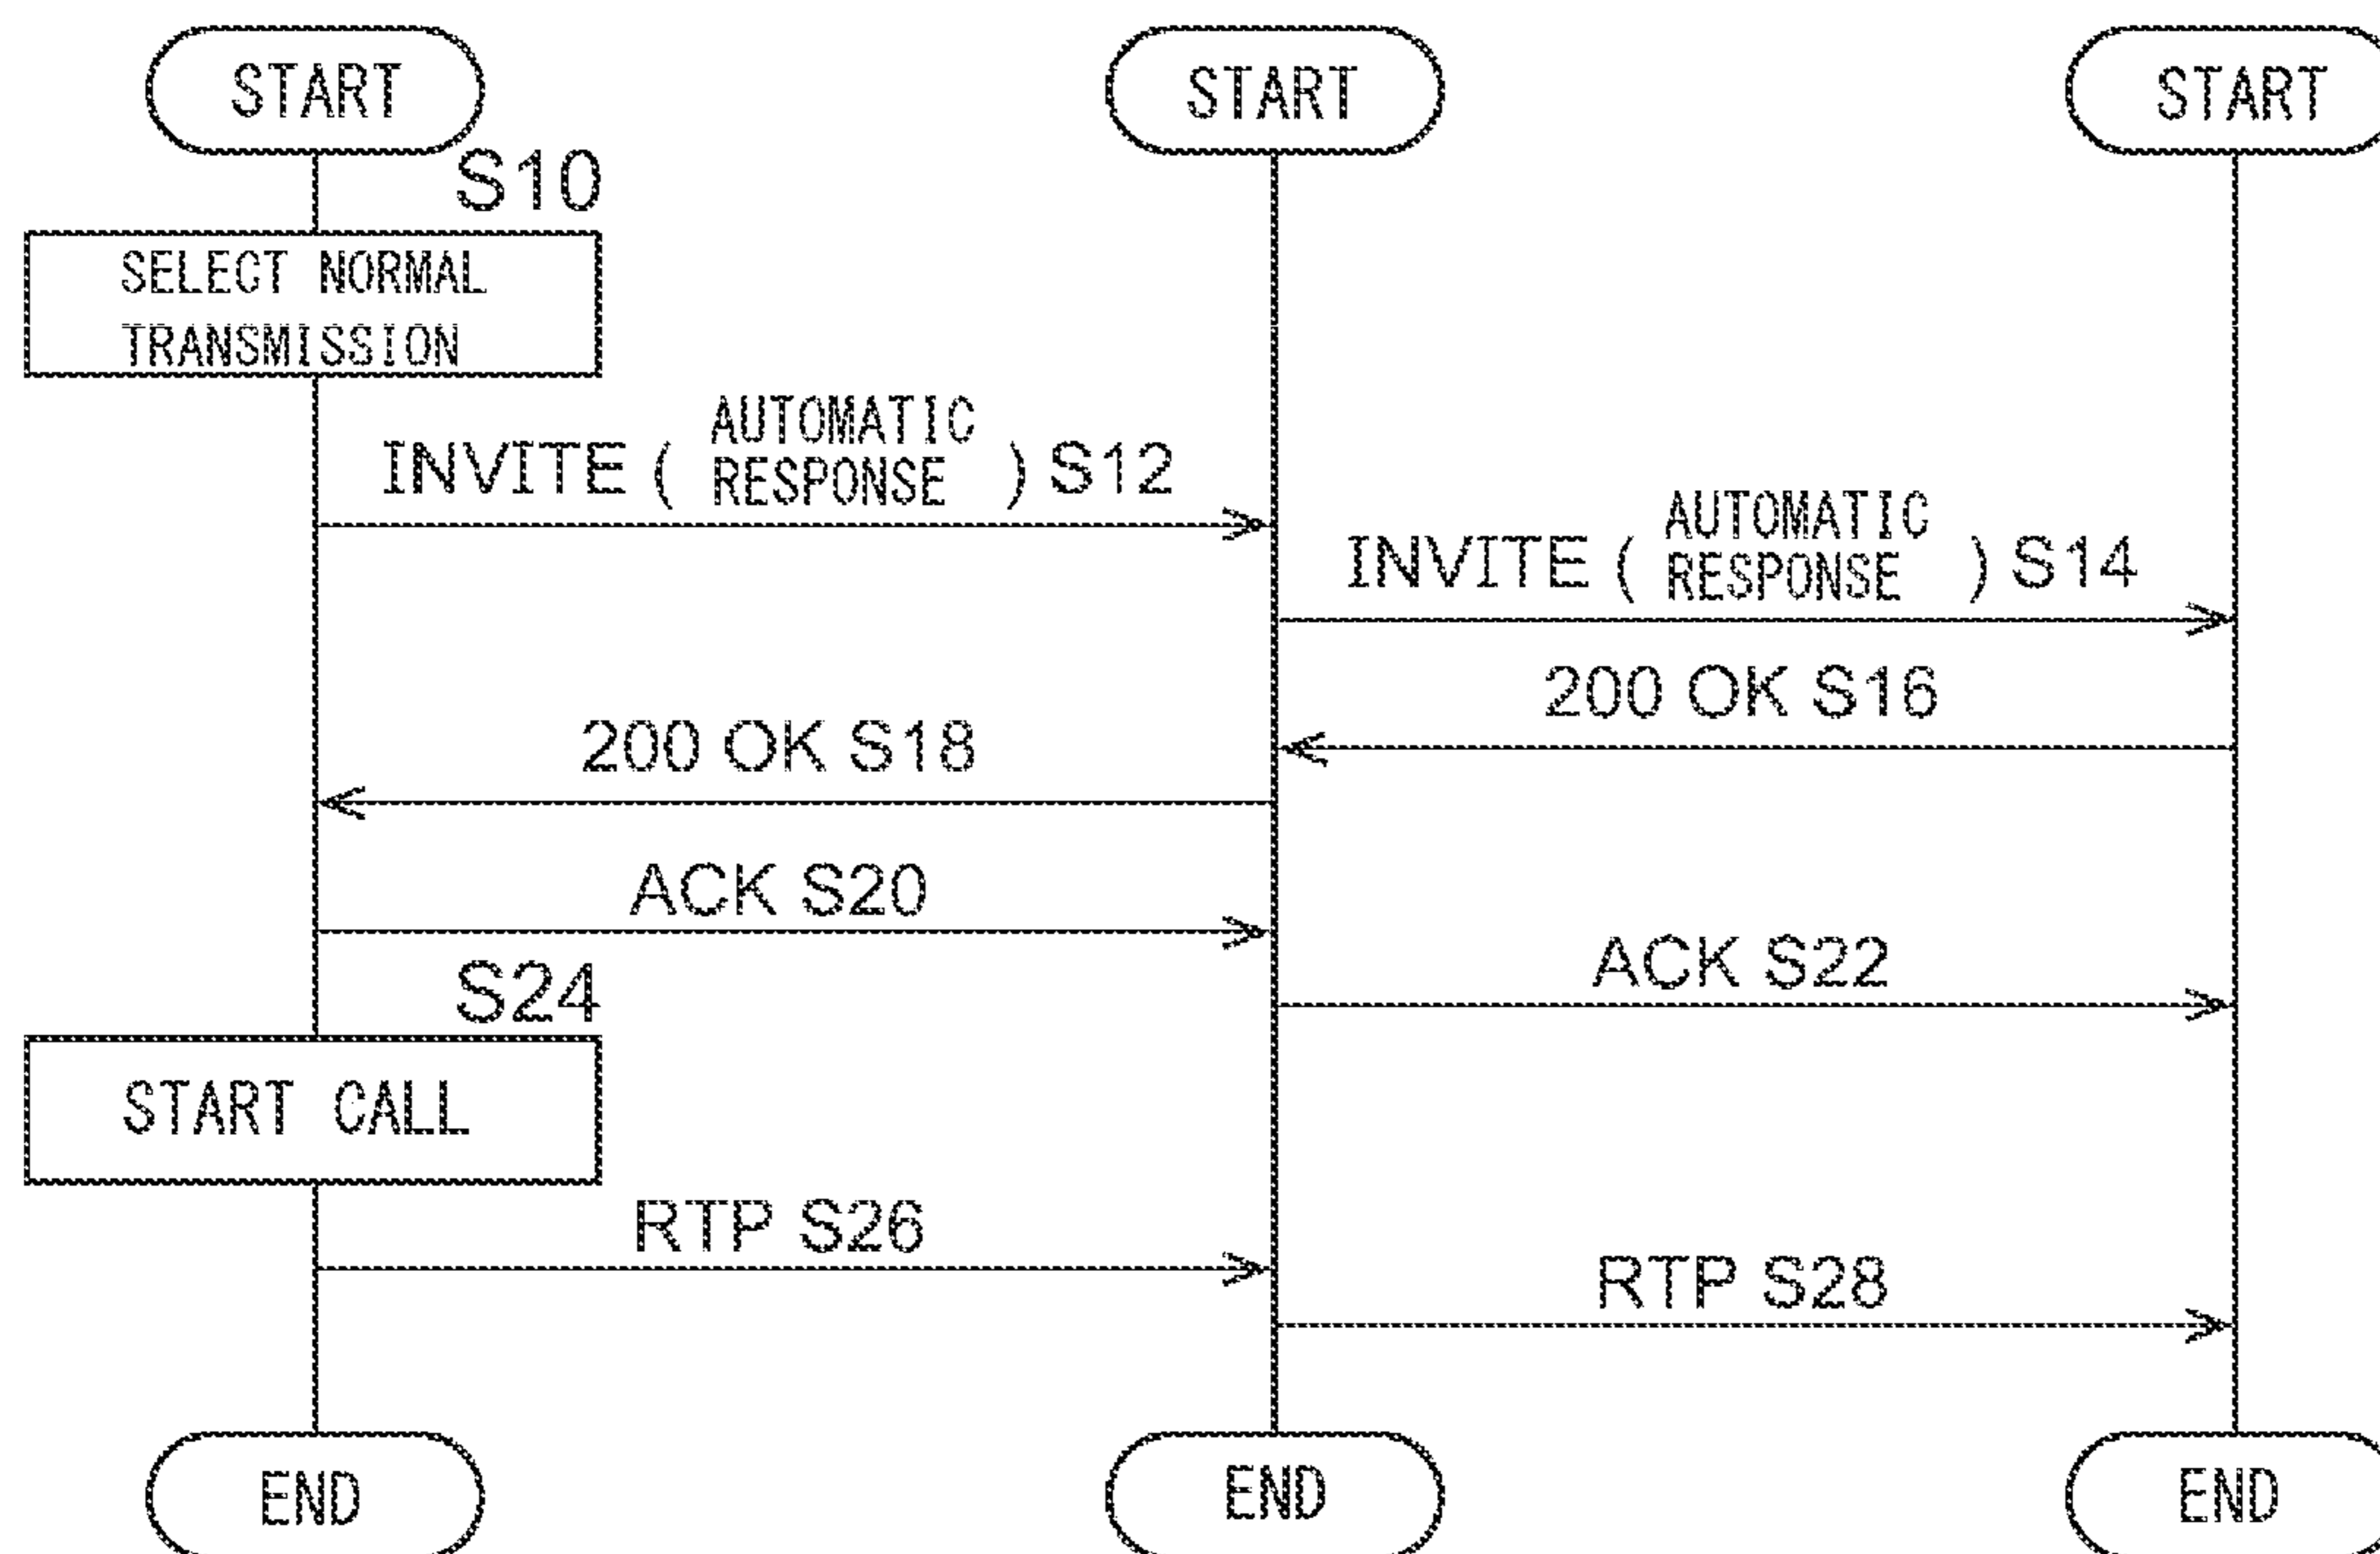 START
START
START
S10
SELECT NORMAL
TRANSMISSION
INVITE ( AUTOMATIC
RESPONSE ) S12
INVITE ( AUTOMATIC
RESPONSE ) S14
200 OK S16
200 OK S18
ACK S20
ACK S22
S24
START CALL
RTP S26
RTP S28
END
END
END